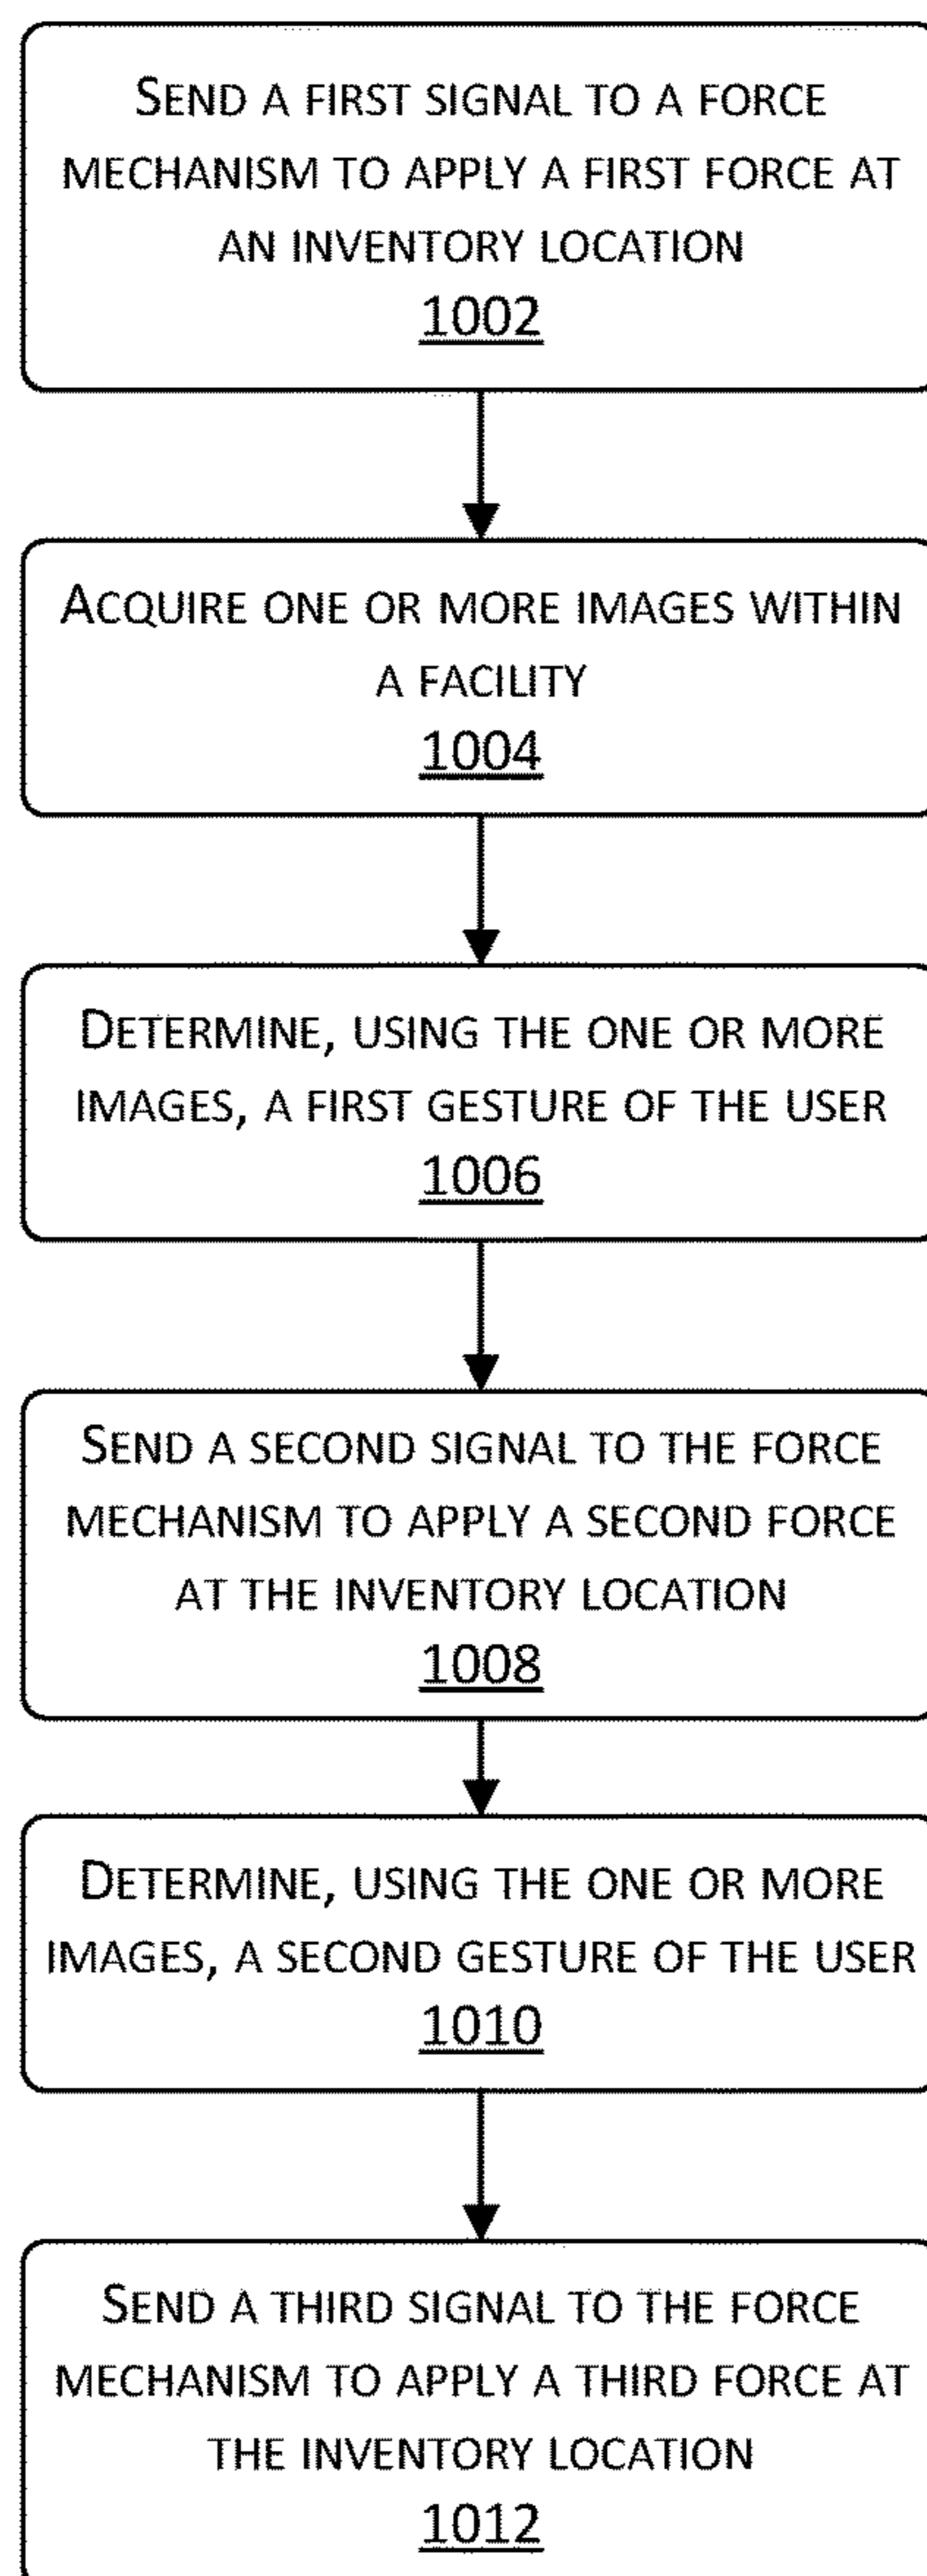 SEND A FIRST SIGNAL TO A FORCE
MECHANISM TO APPLY A FIRST FORCE AT
AN INVENTORY LOCATION
1002
ACQUIRE ONE OR MORE IMAGES WITHIN
A FACILITY
1004
DETERMINE, USING THE ONE OR MORE
IMAGES, A FIRST GESTURE OF THE USER
1006
SEND A SECOND SIGNAL TO THE FORCE
MECHANISM TO APPLY A SECOND FORCE
AT THE INVENTORY LOCATION
1008
DETERMINE, USING THE ONE OR MORE
IMAGES, A SECOND GESTURE OF THE USER
1010
SEND A THIRD SIGNAL TO THE FORCE
MECHANISM TO APPLY A THIRD FORCE AT
THE INVENTORY LOCATION
1012